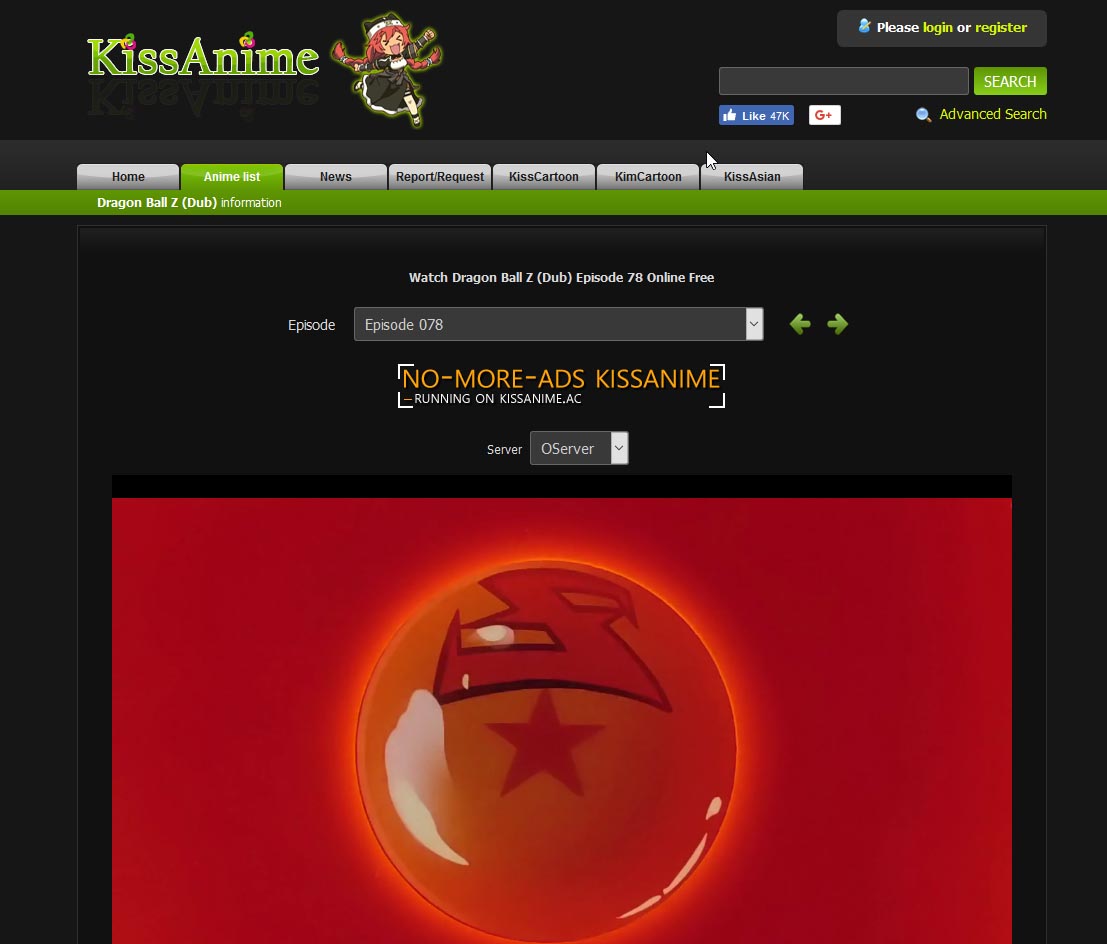 KissAnime
Please login or register
SEARCH
Like 47K
G+
Advanced Search
Home
Anime list
News
Report/Request
KissCartoon
KimCartoon
KissAsian
Dragon Ball Z (Dub) information
Watch Dragon Ball Z (Dub) Episode 78 Online Free
Episode
Episode 078
NO-MORE-ADS KISSANIME
—RUNNING ON KISSANIME.AC
Server
OServer